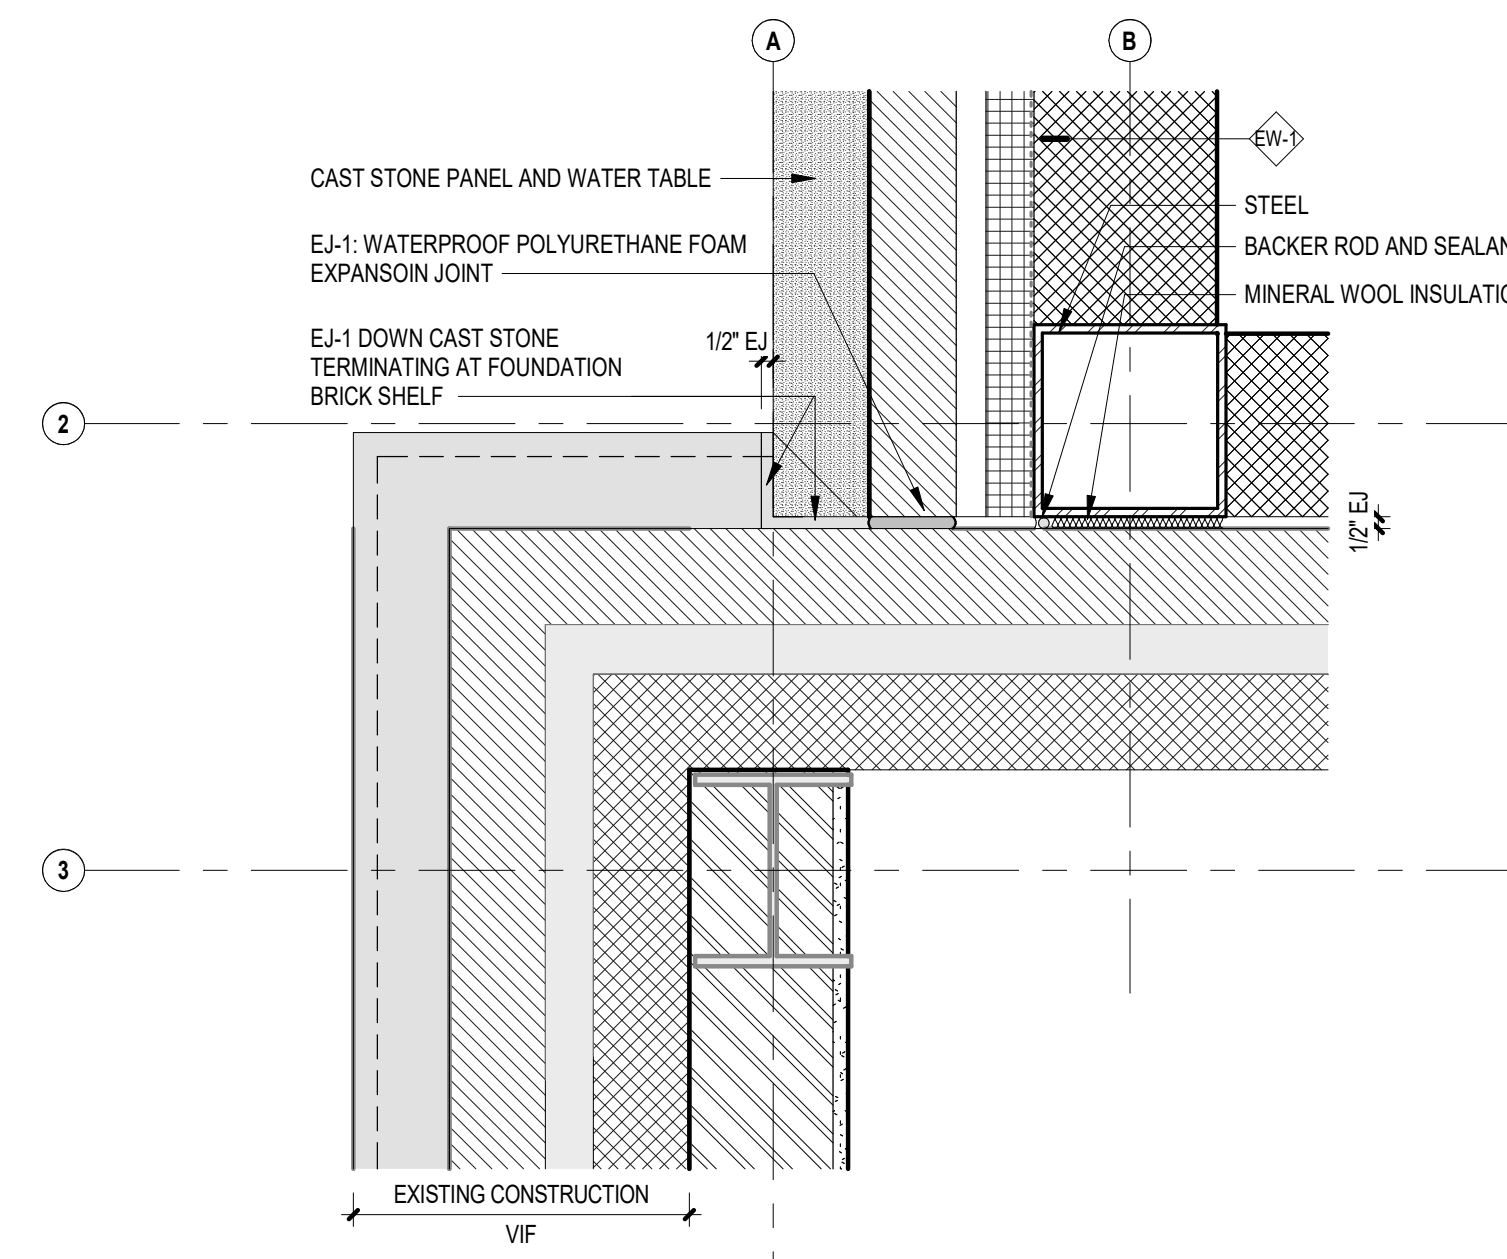 A
B
EW-1
CAST STONE PANEL AND WATER TABLE
STEEL
EJ-1: WATERPROOF POLYURETHANE FOAM
EXPANSOIN JOINT
BACKER ROD AND SEALAN
MINERAL WOOL INSULATIO
EJ-1 DOWN CAST STONE
TERMINATING AT FOUNDATION
BRICK SHELF
1/2" EJ
2
1/2" EJ
3
EXISTING CONSTRUCTION
VIF